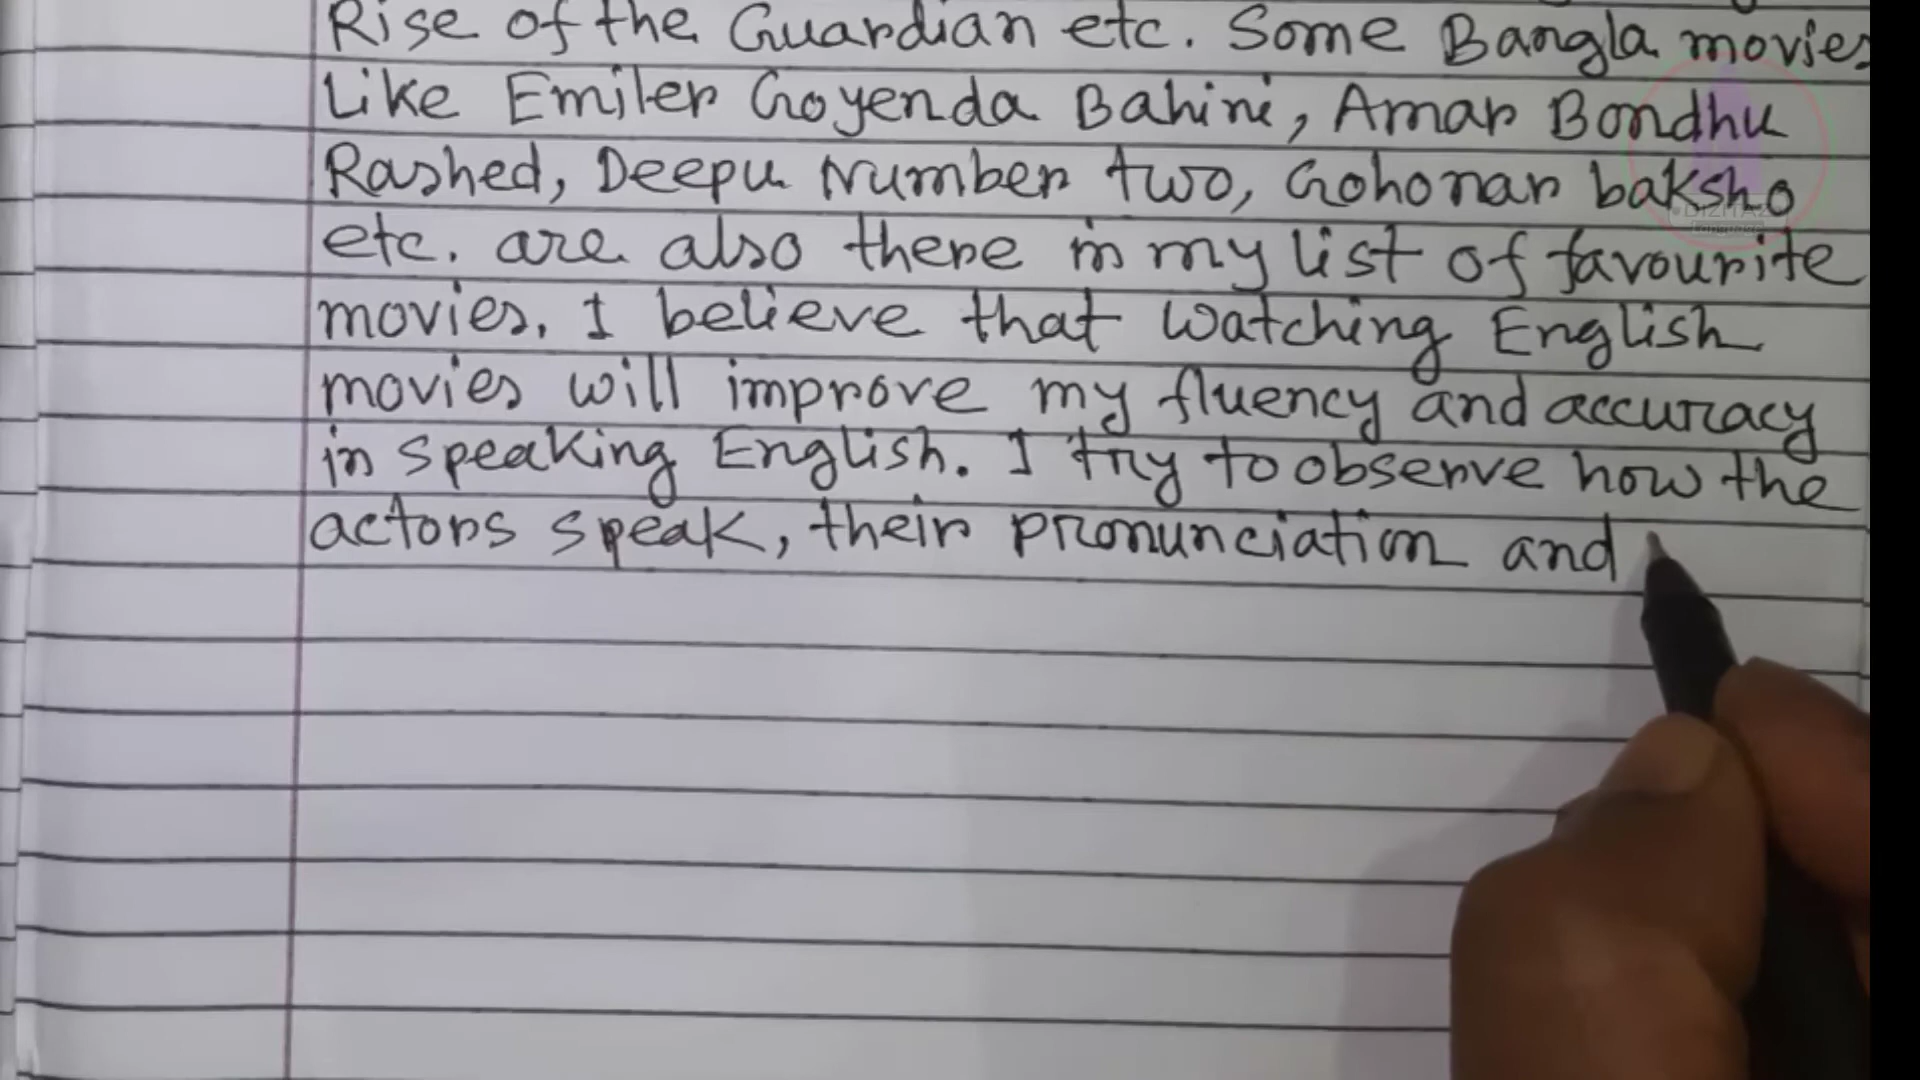 Rise of the Guardian etc. Some Bangla movies
Like Emiler Goyenda Bahini, Amar Bondhu
Rashed, Deepu Number two, Gohonar baksho
etc. are also there in my list of favourite
movies. I believe that watching English
movies will improve my fluency and accuracy
in speaking English. I try to observe how the
actors speak, their pronunciation and